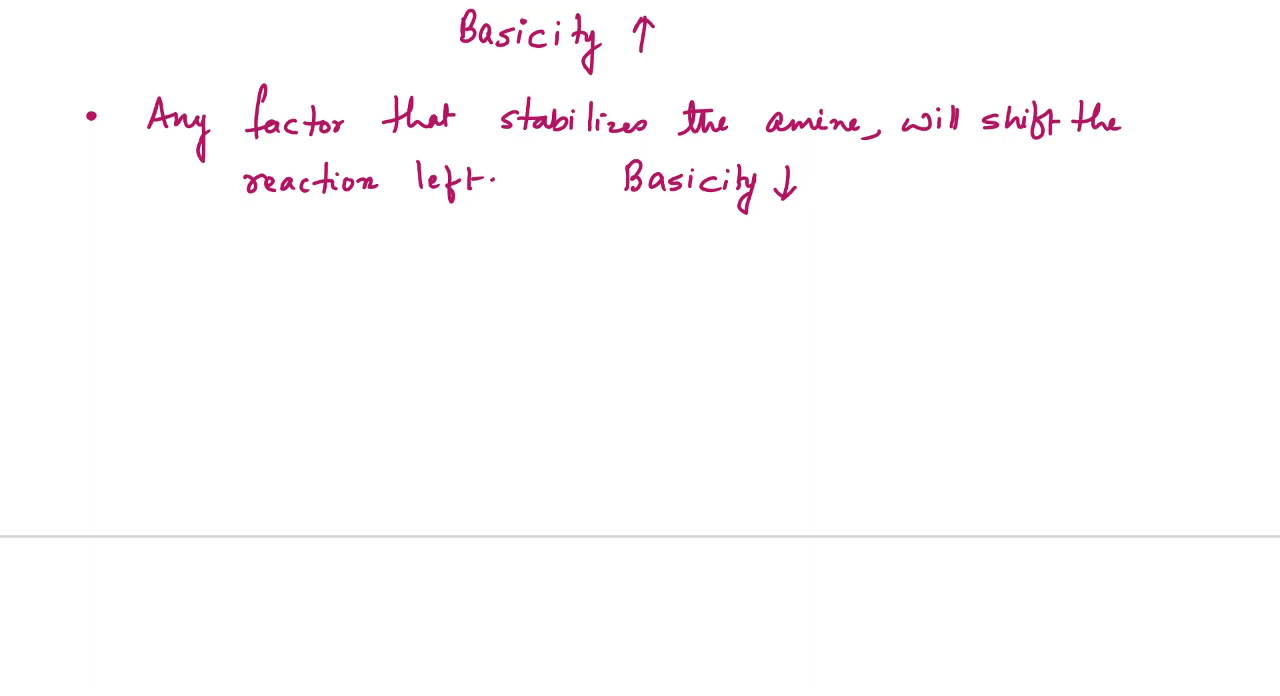 Basicity ↑
• Any factor that stabilizes the amine, will shift the
reaction left. Basicity ↓